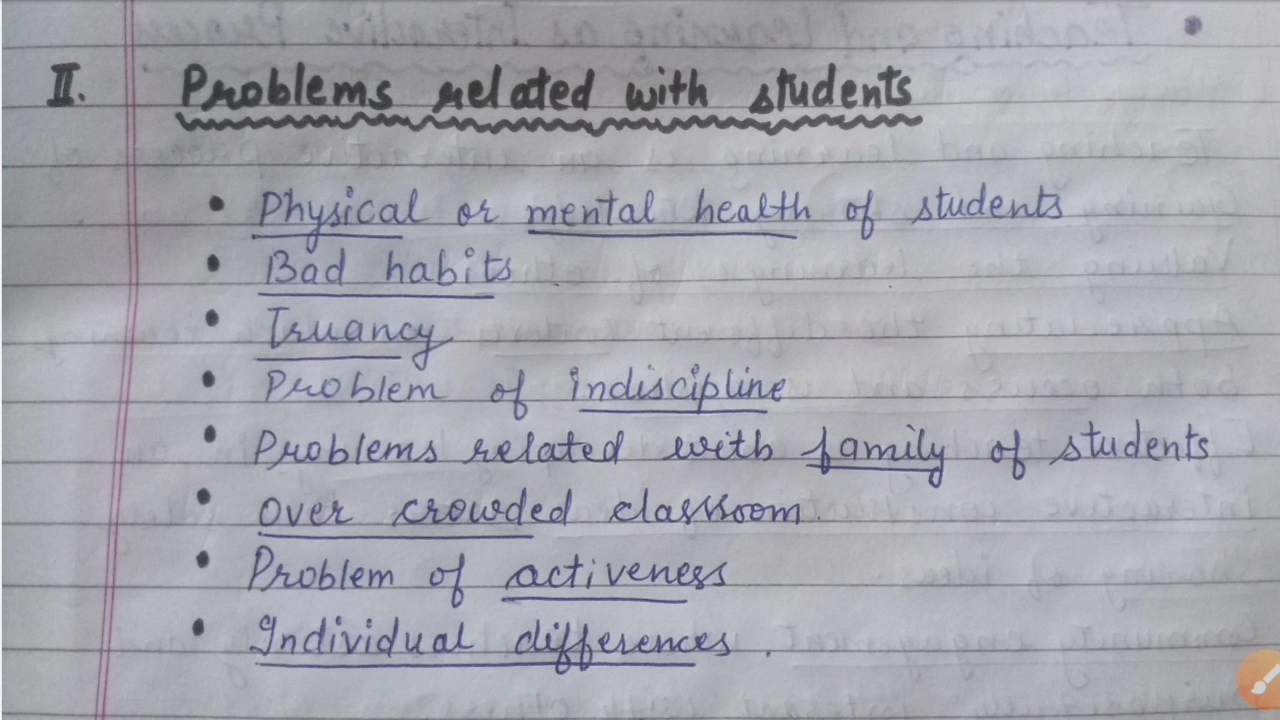 II. Problems related with students
• Physical or mental health of students
• Bad habits
• Truancy
• Problem of indiscipline
• Problems related with family of students
• over crowded classroom.
• Problem of activeness
• Individual differences.